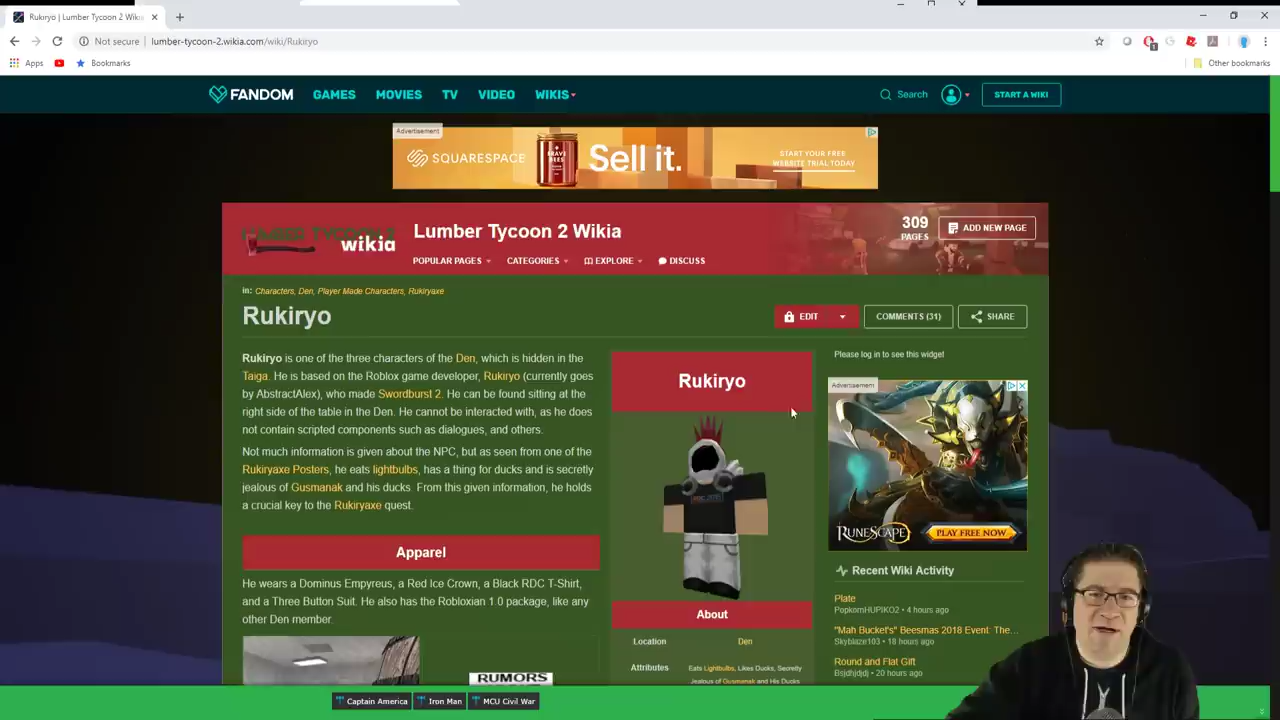 Rukiryo | Lumber Tycoon 2 Wikia
Not secure | lumber-tycoon-2.wikia.com/wiki/Rukiryo
1
Apps
Bookmarks
Other bookmarks
FANDOM
GAMES
MOVIES
TV
VIDEO
WIKIS
Search
START A WIKI
Advertisement
SQUARESPACE
BRAVE BEES
Sell it.
START YOUR FREE
WEBSITE TRIAL TODAY
LUMBER TYCOON 2
wikia
Lumber Tycoon 2 Wikia
309
PAGES
ADD NEW PAGE
POPULAR PAGES
CATEGORIES
EXPLORE
DISCUSS
in: Characters, Den, Player Made Characters, Rukiryaxe
Rukiryo
EDIT
COMMENTS (31)
SHARE
Rukiryo is one of the three characters of the Den, which is hidden in the
Taiga. He is based on the Roblox game developer, Rukiryo (currently goes
by AbstractAlex), who made Swordburst 2. He can be found sitting at the
right side of the table in the Den. He cannot be interacted with, as he does
not contain scripted components such as dialogues, and others.
Not much information is given about the NPC, but as seen from one of the
Rukiryaxe Posters, he eats lightbulbs, has a thing for ducks and is secretly
jealous of Gusmanak and his ducks. From this given information, he holds
a crucial key to the Rukiryaxe quest.
Apparel
He wears a Dominus Empyreus, a Red Ice Crown, a Black RDC T-Shirt,
and a Three Button Suit. He also has the Robloxian 1.0 package, like any
other Den member.
RUMORS
Rukiryo
About
Location
Den
Attributes
Eats Lightbulbs, Likes Ducks, Secretly
Jealous of Gusmanak and His Ducks
Please log in to see this widget
Advertisement
RUNESCAPE
PLAY FREE NOW
Recent Wiki Activity
Plate
PopkornHUPIKO2 • 4 hours ago
"Mah Bucket's" Beesmas 2018 Event: The...
Skyblaze103 • 18 hours ago
Round and Flat Gift
Bsjdhjdjdj • 20 hours ago
Captain America
Iron Man
MCU Civil War